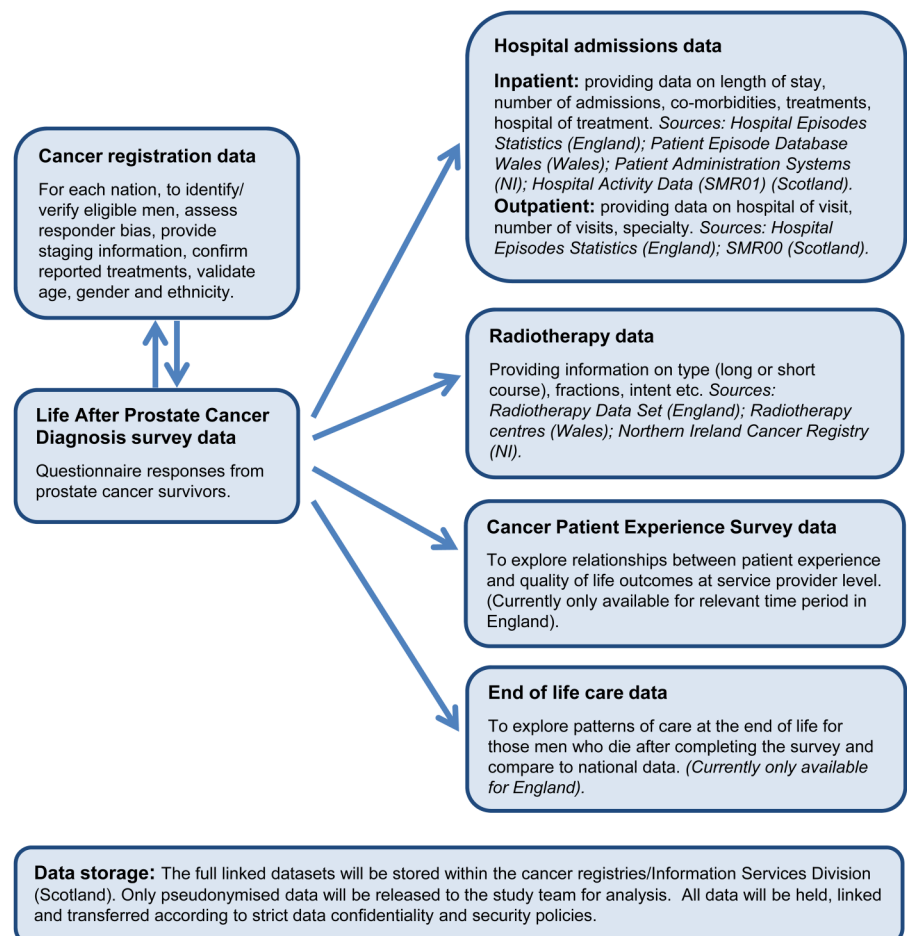 Cancer registration data
For each nation, to identify/
verify eligible men, assess
responder bias, provide
staging information, confirm
reported treatments, validate
age, gender and ethnicity.
Life After Prostate Cancer
Diagnosis survey data
Questionnaire responses from
prostate cancer survivors.
Hospital admissions data
Inpatient: providing data on length of stay,
number of admissions, co-morbidities, treatments,
hospital of treatment. Sources: Hospital Episodes
Statistics (England); Patient Episode Database
Wales (Wales); Patient Administration Systems
(NI); Hospital Activity Data (SMR01) (Scotland).
Outpatient: providing data on hospital of visit,
number of visits, specialty. Sources: Hospital
Episodes Statistics (England); SMR00 (Scotland).
Radiotherapy data
Providing information on type (long or short
course), fractions, intent etc. Sources:
Radiotherapy Data Set (England); Radiotherapy
centres (Wales); Northern Ireland Cancer Registry
(NI).
Cancer Patient Experience Survey data
To explore relationships between patient experience
and quality of life outcomes at service provider level.
(Currently only available for relevant time period in
England).
End of life care data
To explore patterns of care at the end of life for
those men who die after completing the survey and
compare to national data. (Currently only available
for England).
Data storage: The full linked datasets will be stored within the cancer registries/Information Services Division
(Scotland). Only pseudonymised data will be released to the study team for analysis.  All data will be held, linked
and transferred according to strict data confidentiality and security policies.